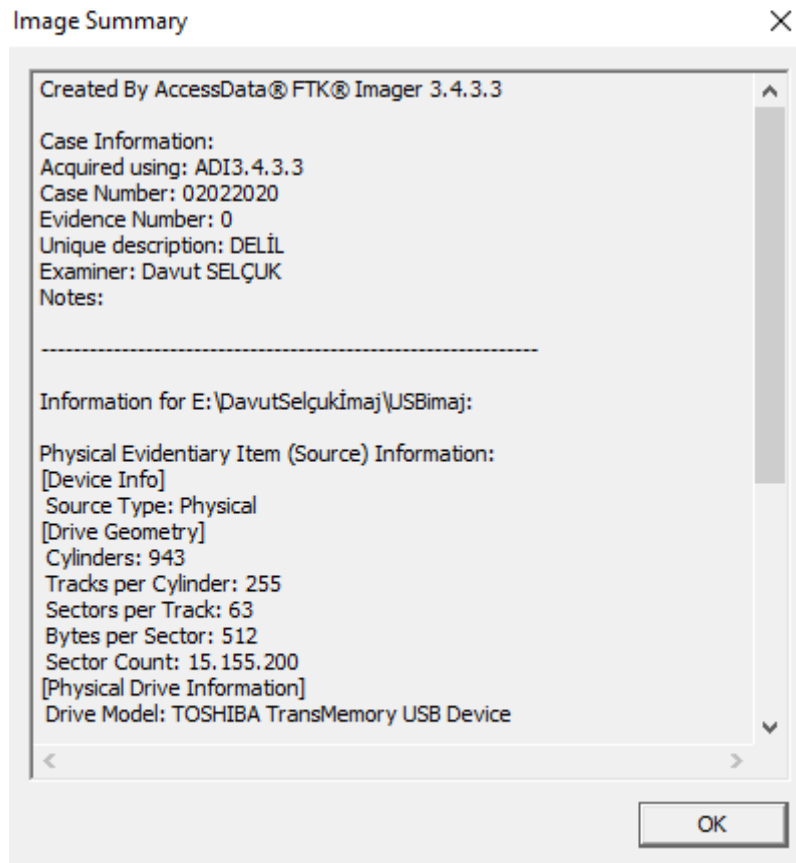 Image Summary
Created By AccessData® FTK® Imager 3.4.3.3
Case Information:
Acquired using: ADI3.4.3.3
Case Number: 02022020
Evidence Number: 0
Unique description: DELİL
Examiner: Davut SELÇUK
Notes:
--------------------------------------------------------------
Information for E:\DavutSelçukİmaj\USBimaj:
Physical Evidentiary Item (Source) Information:
[Device Info]
Source Type: Physical
[Drive Geometry]
Cylinders: 943
Tracks per Cylinder: 255
Sectors per Track: 63
Bytes per Sector: 512
Sector Count: 15.155.200
[Physical Drive Information]
Drive Model: TOSHIBA TransMemory USB Device
OK